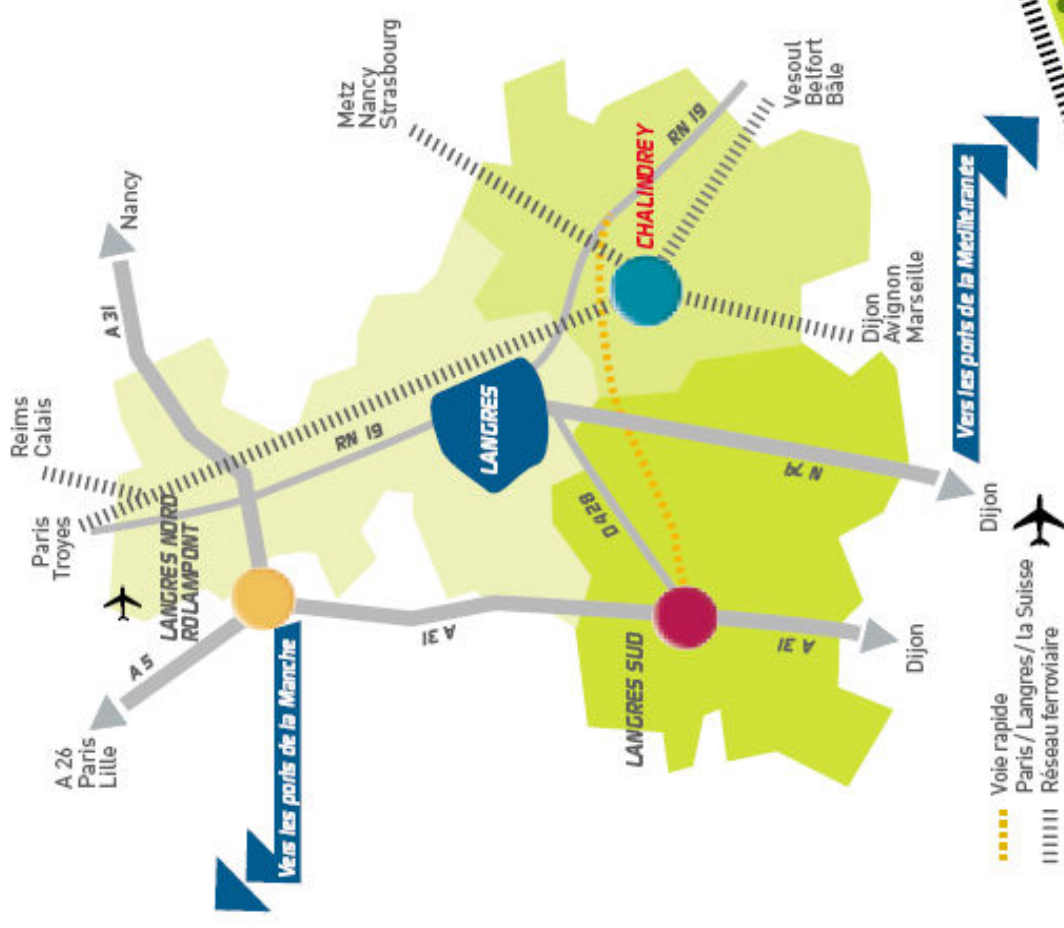 Reims
Calais
Paris
Troyes
A 31
Nancy
Metz
Nancy
Strasbourg
LANGRES NORD
ROLAMPONT
RN 19
A 5
A 26
Paris
Lille
Vers les ports de la Manche
A 31
LANGRES
CHALINDREY
RN 19
Vesoul
Belfort
Bâle
D 428
N 74
LANGRES SUD
A 31
Dijon
Dijon
Dijon
Avignon
Marseille
Vers les ports de la Méditerranée
Voie rapide
Paris / Langres / la Suisse
Réseau ferroviaire